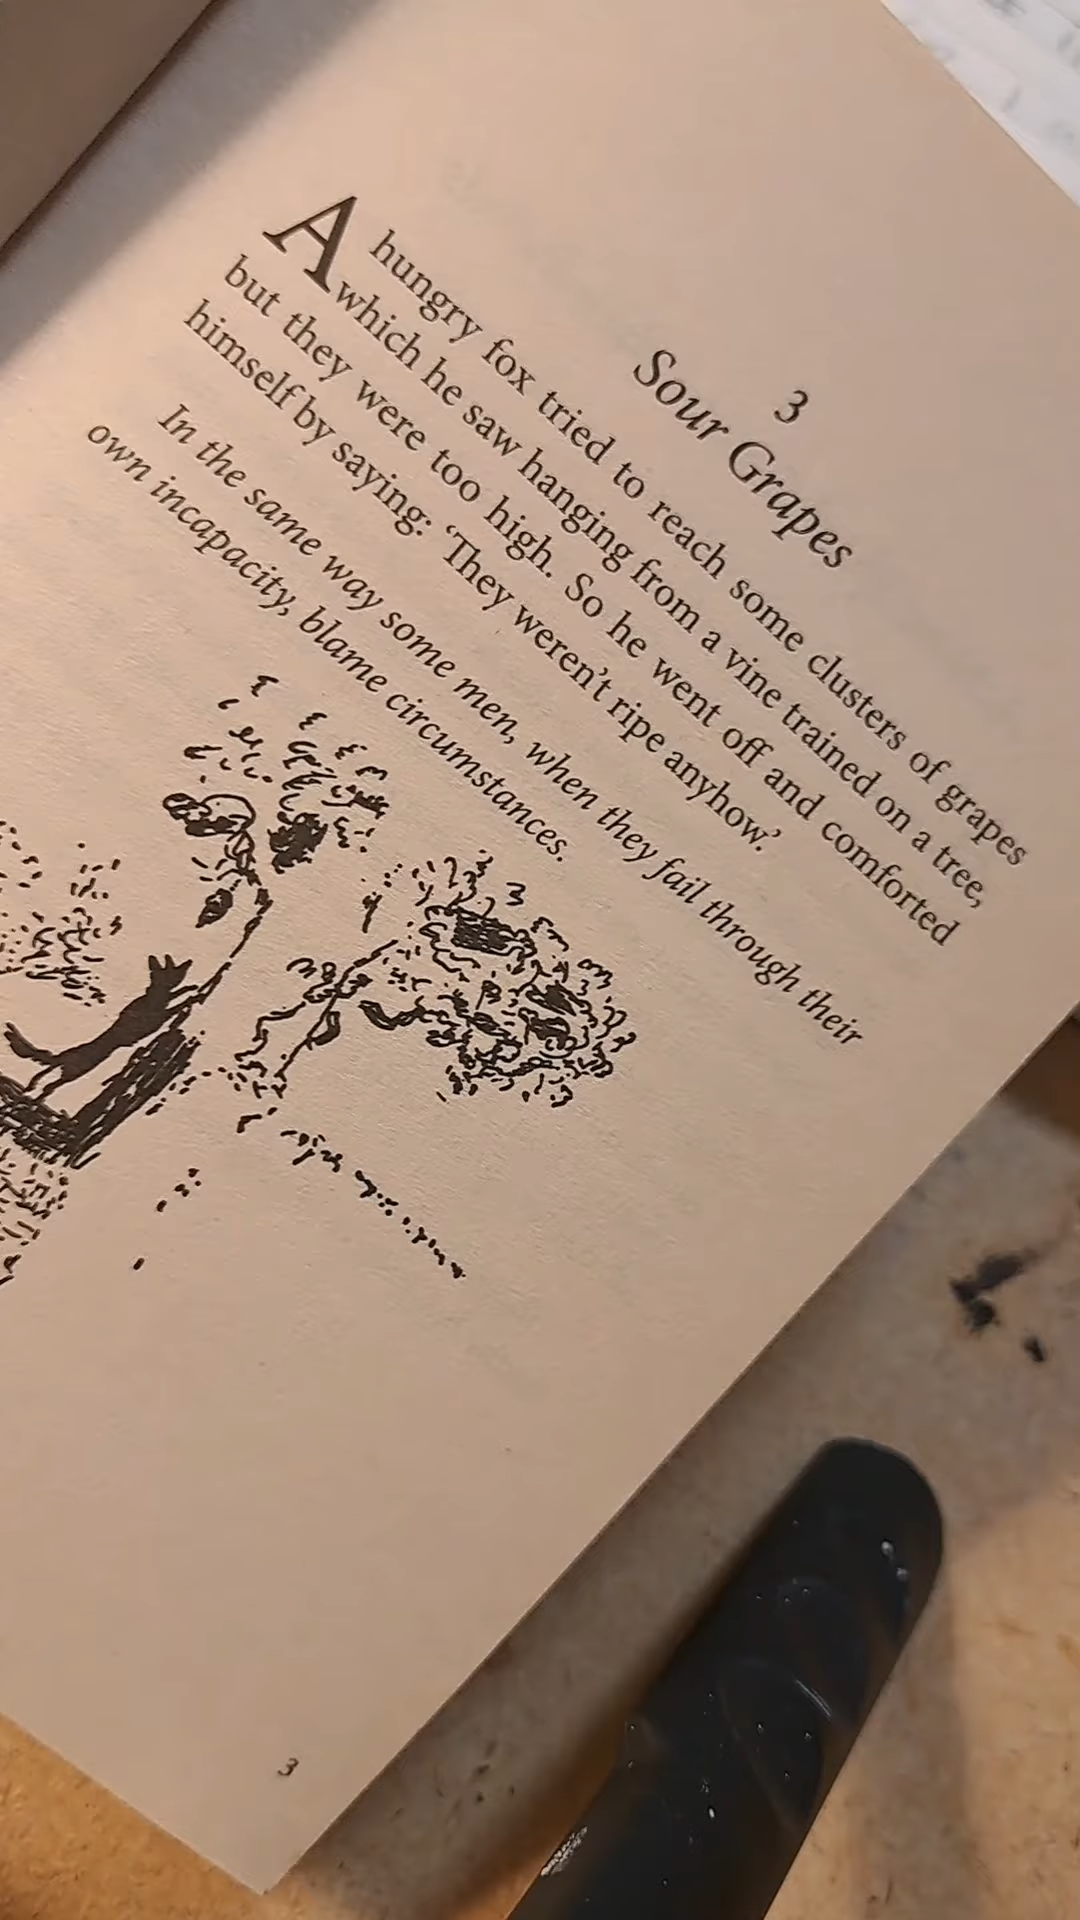 3
Sour Grapes
A hungry fox tried to reach some clusters of grapes
which he saw hanging from a vine trained on a tree,
but they were too high. So he went off and comforted
himself by saying: ‘They weren’t ripe anyhow.’
In the same way some men, when they fail through their
own incapacity, blame circumstances.
3